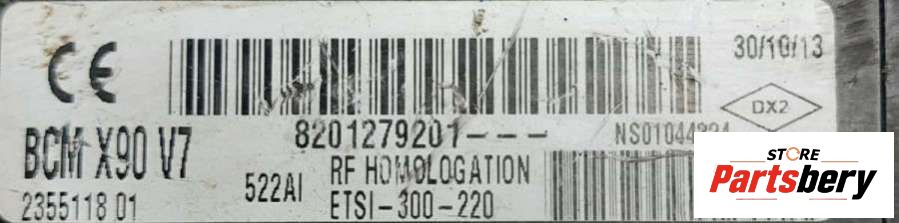 30/10/13
CE
DX2
BCM X90 V7
8201279201---
2355118 01
522AI
RF HOMOLOGATION
ETSI-300-220
STORE
Partsbery